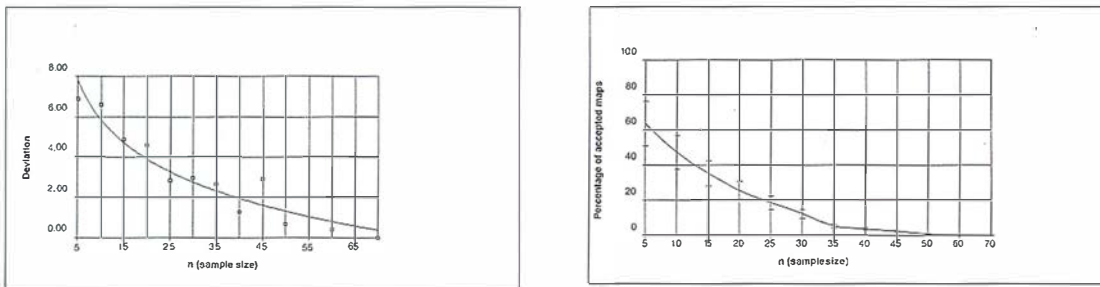 8.00
6.00
4.00
2.00
0.00
Deviation
5 15 25 35 45 55 65
n (sample size)
100
80
60
40
20
0
Percentage of accepted maps
5 10 15 20 25 30 35 40 45 50 60 70
n (samplesize)